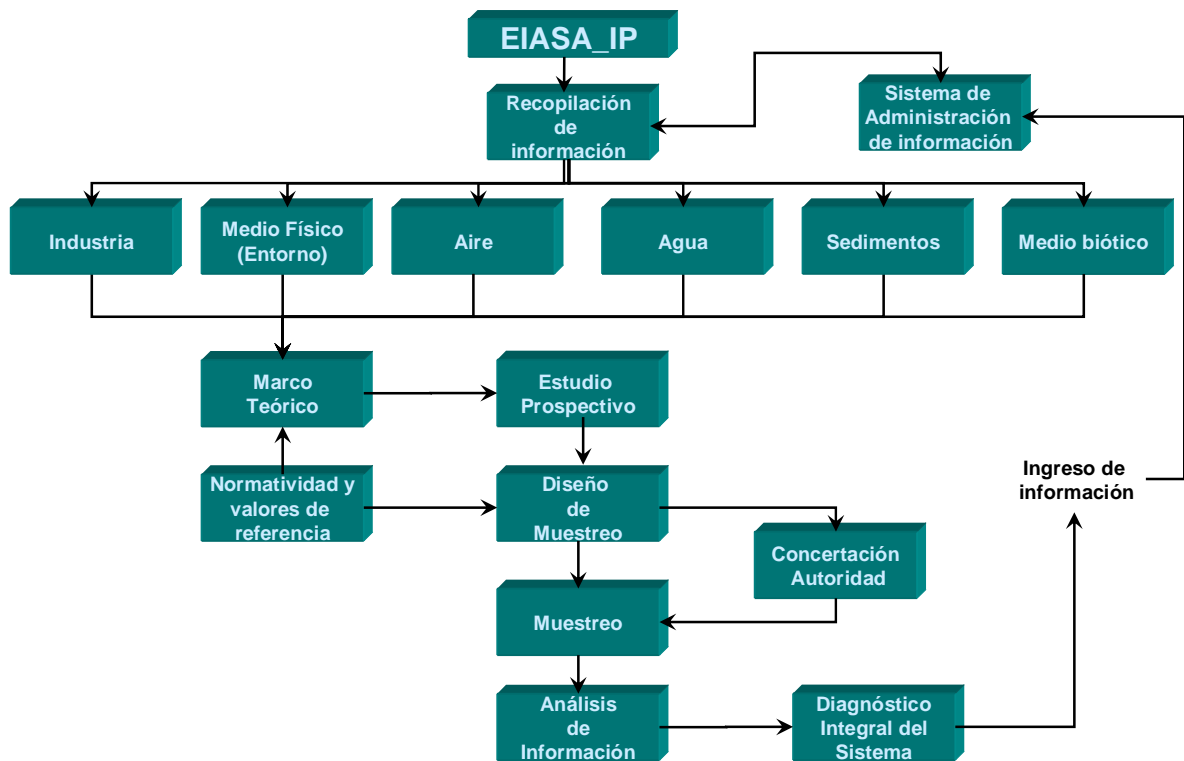 EIASA_IP
Recopilación
de
información
Sistema de
Administración
de información
Industria
Medio Físico
(Entorno)
Aire
Agua
Sedimentos
Medio biótico
Marco
Teórico
Estudio
Prospectivo
Normatividad y
valores de
referencia
Diseño
de
Muestreo
Ingreso de
información
Concertación
Autoridad
Muestreo
Análisis
de
Información
Diagnóstico
Integral del
Sistema